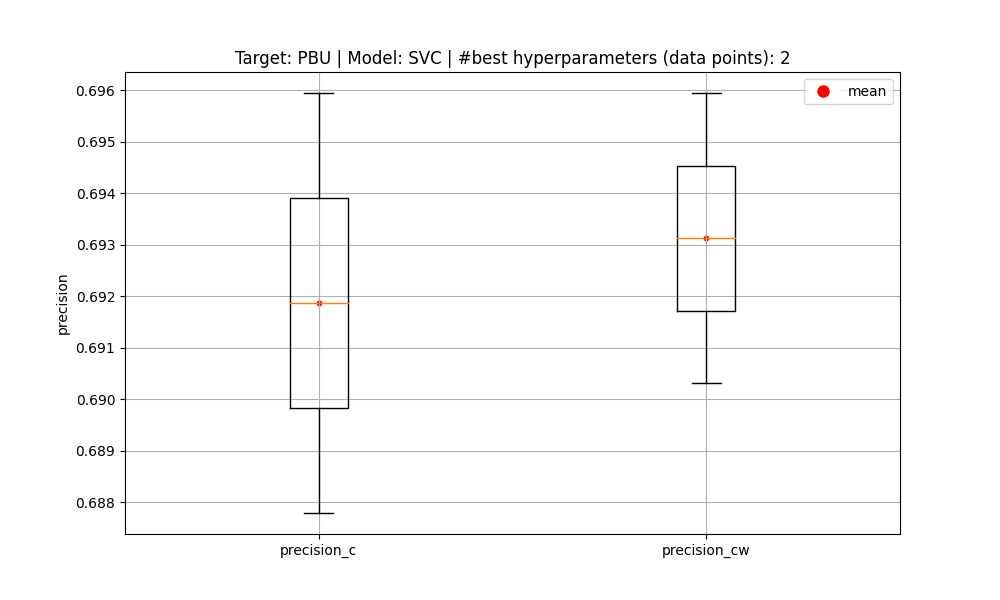 Target: PBU | Model: SVC | #best hyperparameters (data points): 2
mean
0.696
0.695
0.694
0.693
0.692
0.691
0.690
0.689
0.688
precision
precision_c
precision_cw